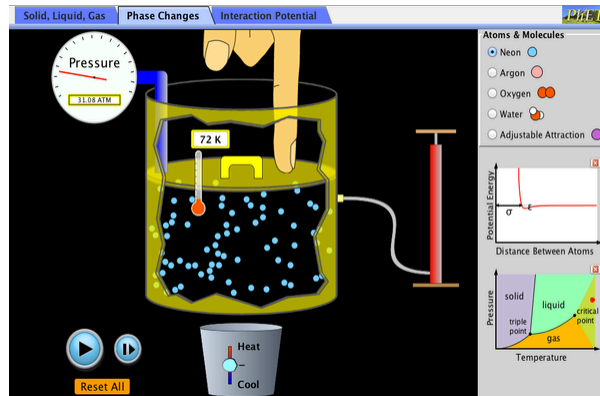 Solid, Liquid, Gas
Phase Changes
Interaction Potential
PhET
Pressure
31.08 ATM
72 K
Atoms & Molecules
Neon
Argon
Oxygen
Water
Adjustable Attraction
Potential Energy
σ
ε
Distance Between Atoms
Pressure
solid
liquid
critical
point
triple
point
gas
Temperature
Heat
Cool
Reset All